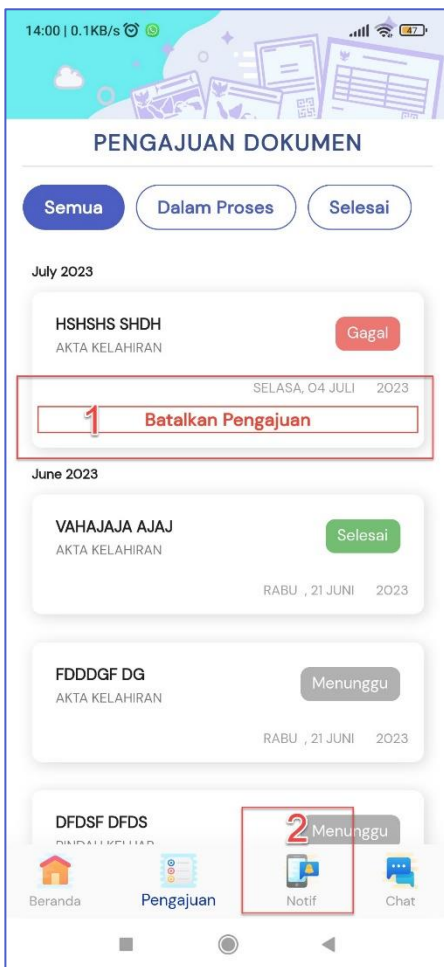 14:00 | 0.1KB/s
47
PENGAJUAN DOKUMEN
Semua
Dalam Proses
Selesai
July 2023
HSHSHS SHDH
Gagal
AKTA KELAHIRAN
SELASA, 04 JULI 2023
1
Batalkan Pengajuan
June 2023
VAHAJAJA AJAJ
Selesai
AKTA KELAHIRAN
RABU , 21 JUNI 2023
FDDDGF DG
Menunggu
AKTA KELAHIRAN
RABU , 21 JUNI 2023
DFDSF DFDS
2
Menunggu
Beranda
Pengajuan
Notif
Chat